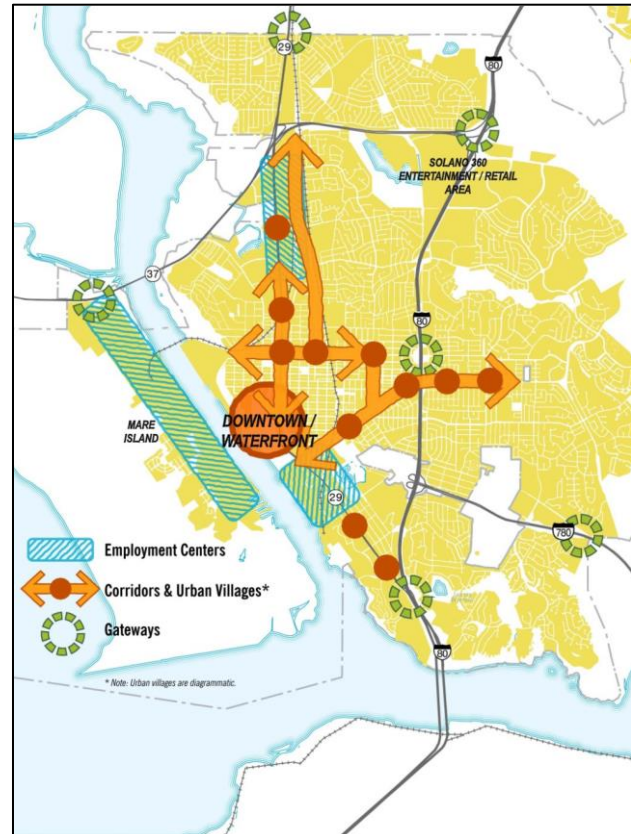 29
80
SOLANO 360
ENTERTAINMENT / RETAIL
AREA
37
80
DOWNTOWN /
WATERFRONT
MARE
ISLAND
29
780
Employment Centers
Corridors & Urban Villages*
Gateways
80
* Note: Urban villages are diagrammatic.